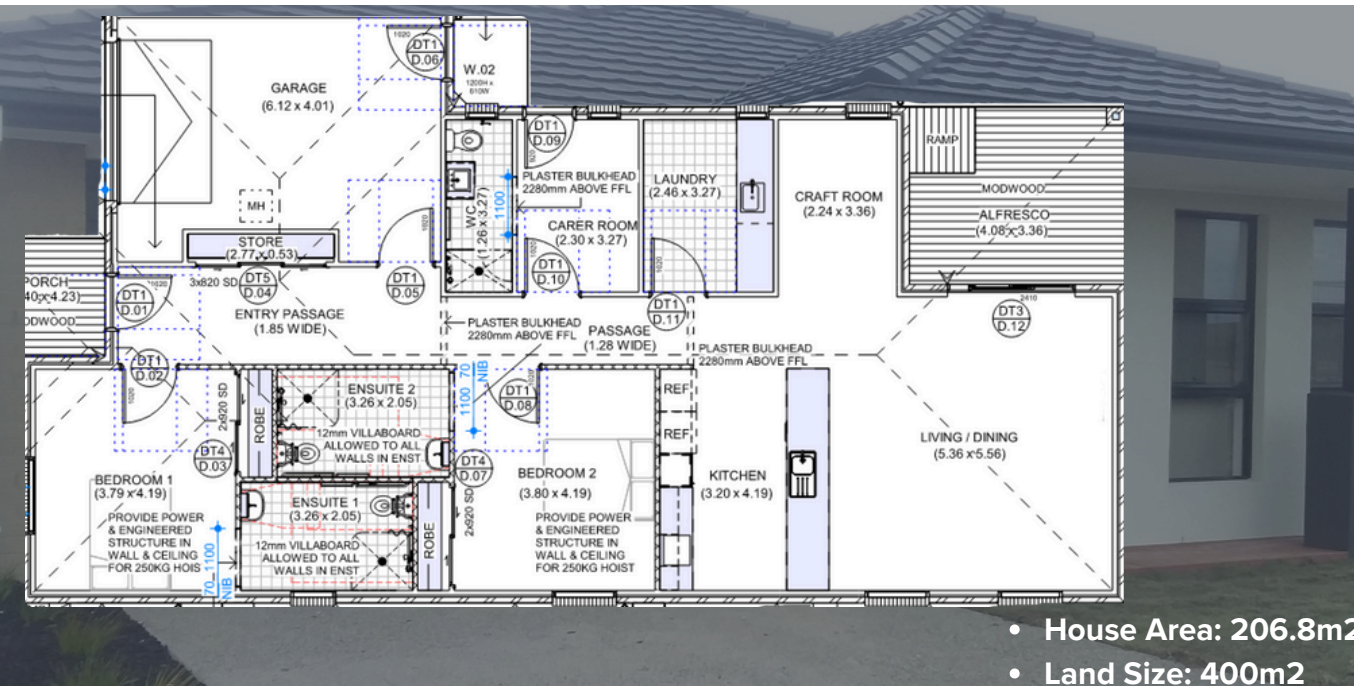 1020
DT1
D.06
W.02
1200H x
610W
GARAGE
(6.12 x 4.01)
MH
STORE
(2.77 x 0.53)
3x820 SD
DT5
D.04
1020
DT1
D.05
WC
(1.26 x 3.27)
1100
DT1
D.09
920
PLASTER BULKHEAD
2280mm ABOVE FFL
CARER ROOM
(2.30 x 3.27)
1020
DT1
D.10
LAUNDRY
(2.46 x 3.27)
1020
DT1
D.11
CRAFT ROOM
(2.24 x 3.36)
RAMP
MODWOOD
ALFRESCO
(4.08 x 3.36)
2410
DT3
D.12
PORCH
40 x 4.23)
ODWOOD
1020
DT1
D.01
ENTRY PASSAGE
(1.85 WIDE)
PLASTER BULKHEAD
2280mm ABOVE FFL
PASSAGE
(1.28 WIDE)
PLASTER BULKHEAD
2280mm ABOVE FFL
DT1
D.02
1020
2x920 SD
DT4
D.03
ROBE
ENSUITE 2
(3.26 x 2.05)
12mm VILLABOARD
ALLOWED TO ALL
WALLS IN ENST
1100 70
NIB
DT1
D.08
1020
DT4
D.07
2x920 SD
BEDROOM 1
(3.79 x 4.19)
PROVIDE POWER
& ENGINEERED
STRUCTURE IN
WALL & CEILING
FOR 250KG HOIS
70 1100
NIB
ENSUITE 1
(3.26 x 2.05)
12mm VILLABOARD
ALLOWED TO ALL
WALLS IN ENST
ROBE
BEDROOM 2
(3.80 x 4.19)
PROVIDE POWER
& ENGINEERED
STRUCTURE IN
WALL & CEILING
FOR 250KG HOIST
REF
REF
KITCHEN
(3.20 x 4.19)
LIVING / DINING
(5.36 x 5.56)
• House Area: 206.8m2
• Land Size: 400m2